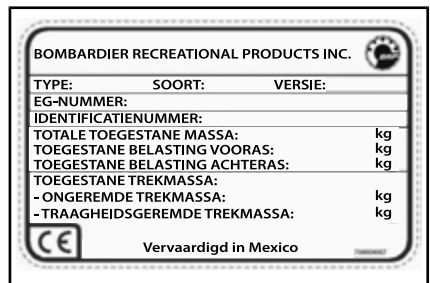 BOMBARDIER RECREATIONAL PRODUCTS INC.
TYPE: SOORT: VERSIE:
EG-NUMMER:
IDENTIFICATIENUMMER:
TOTALE TOEGESTANE MASSA: kg
TOEGESTANE BELASTING VOORAS: kg
TOEGESTANE BELASTING ACHTERAS: kg
TOEGESTANE TREKMASSA:
- ONGEREMDE TREKMASSA: kg
- TRAAGHEIDSGEREMDE TREKMASSA: kg
CE
Vervaardigd in Mexico